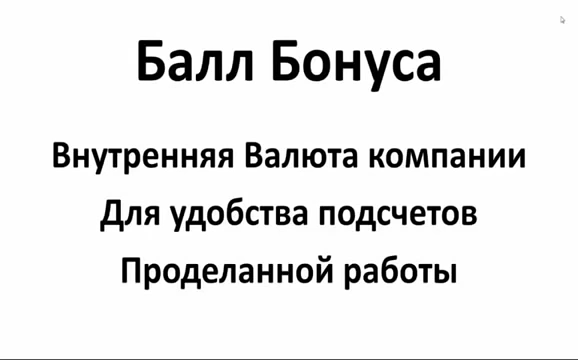 Балл Бонуса
Внутренняя Валюта компании
Для удобства подсчетов
Проделанной работы